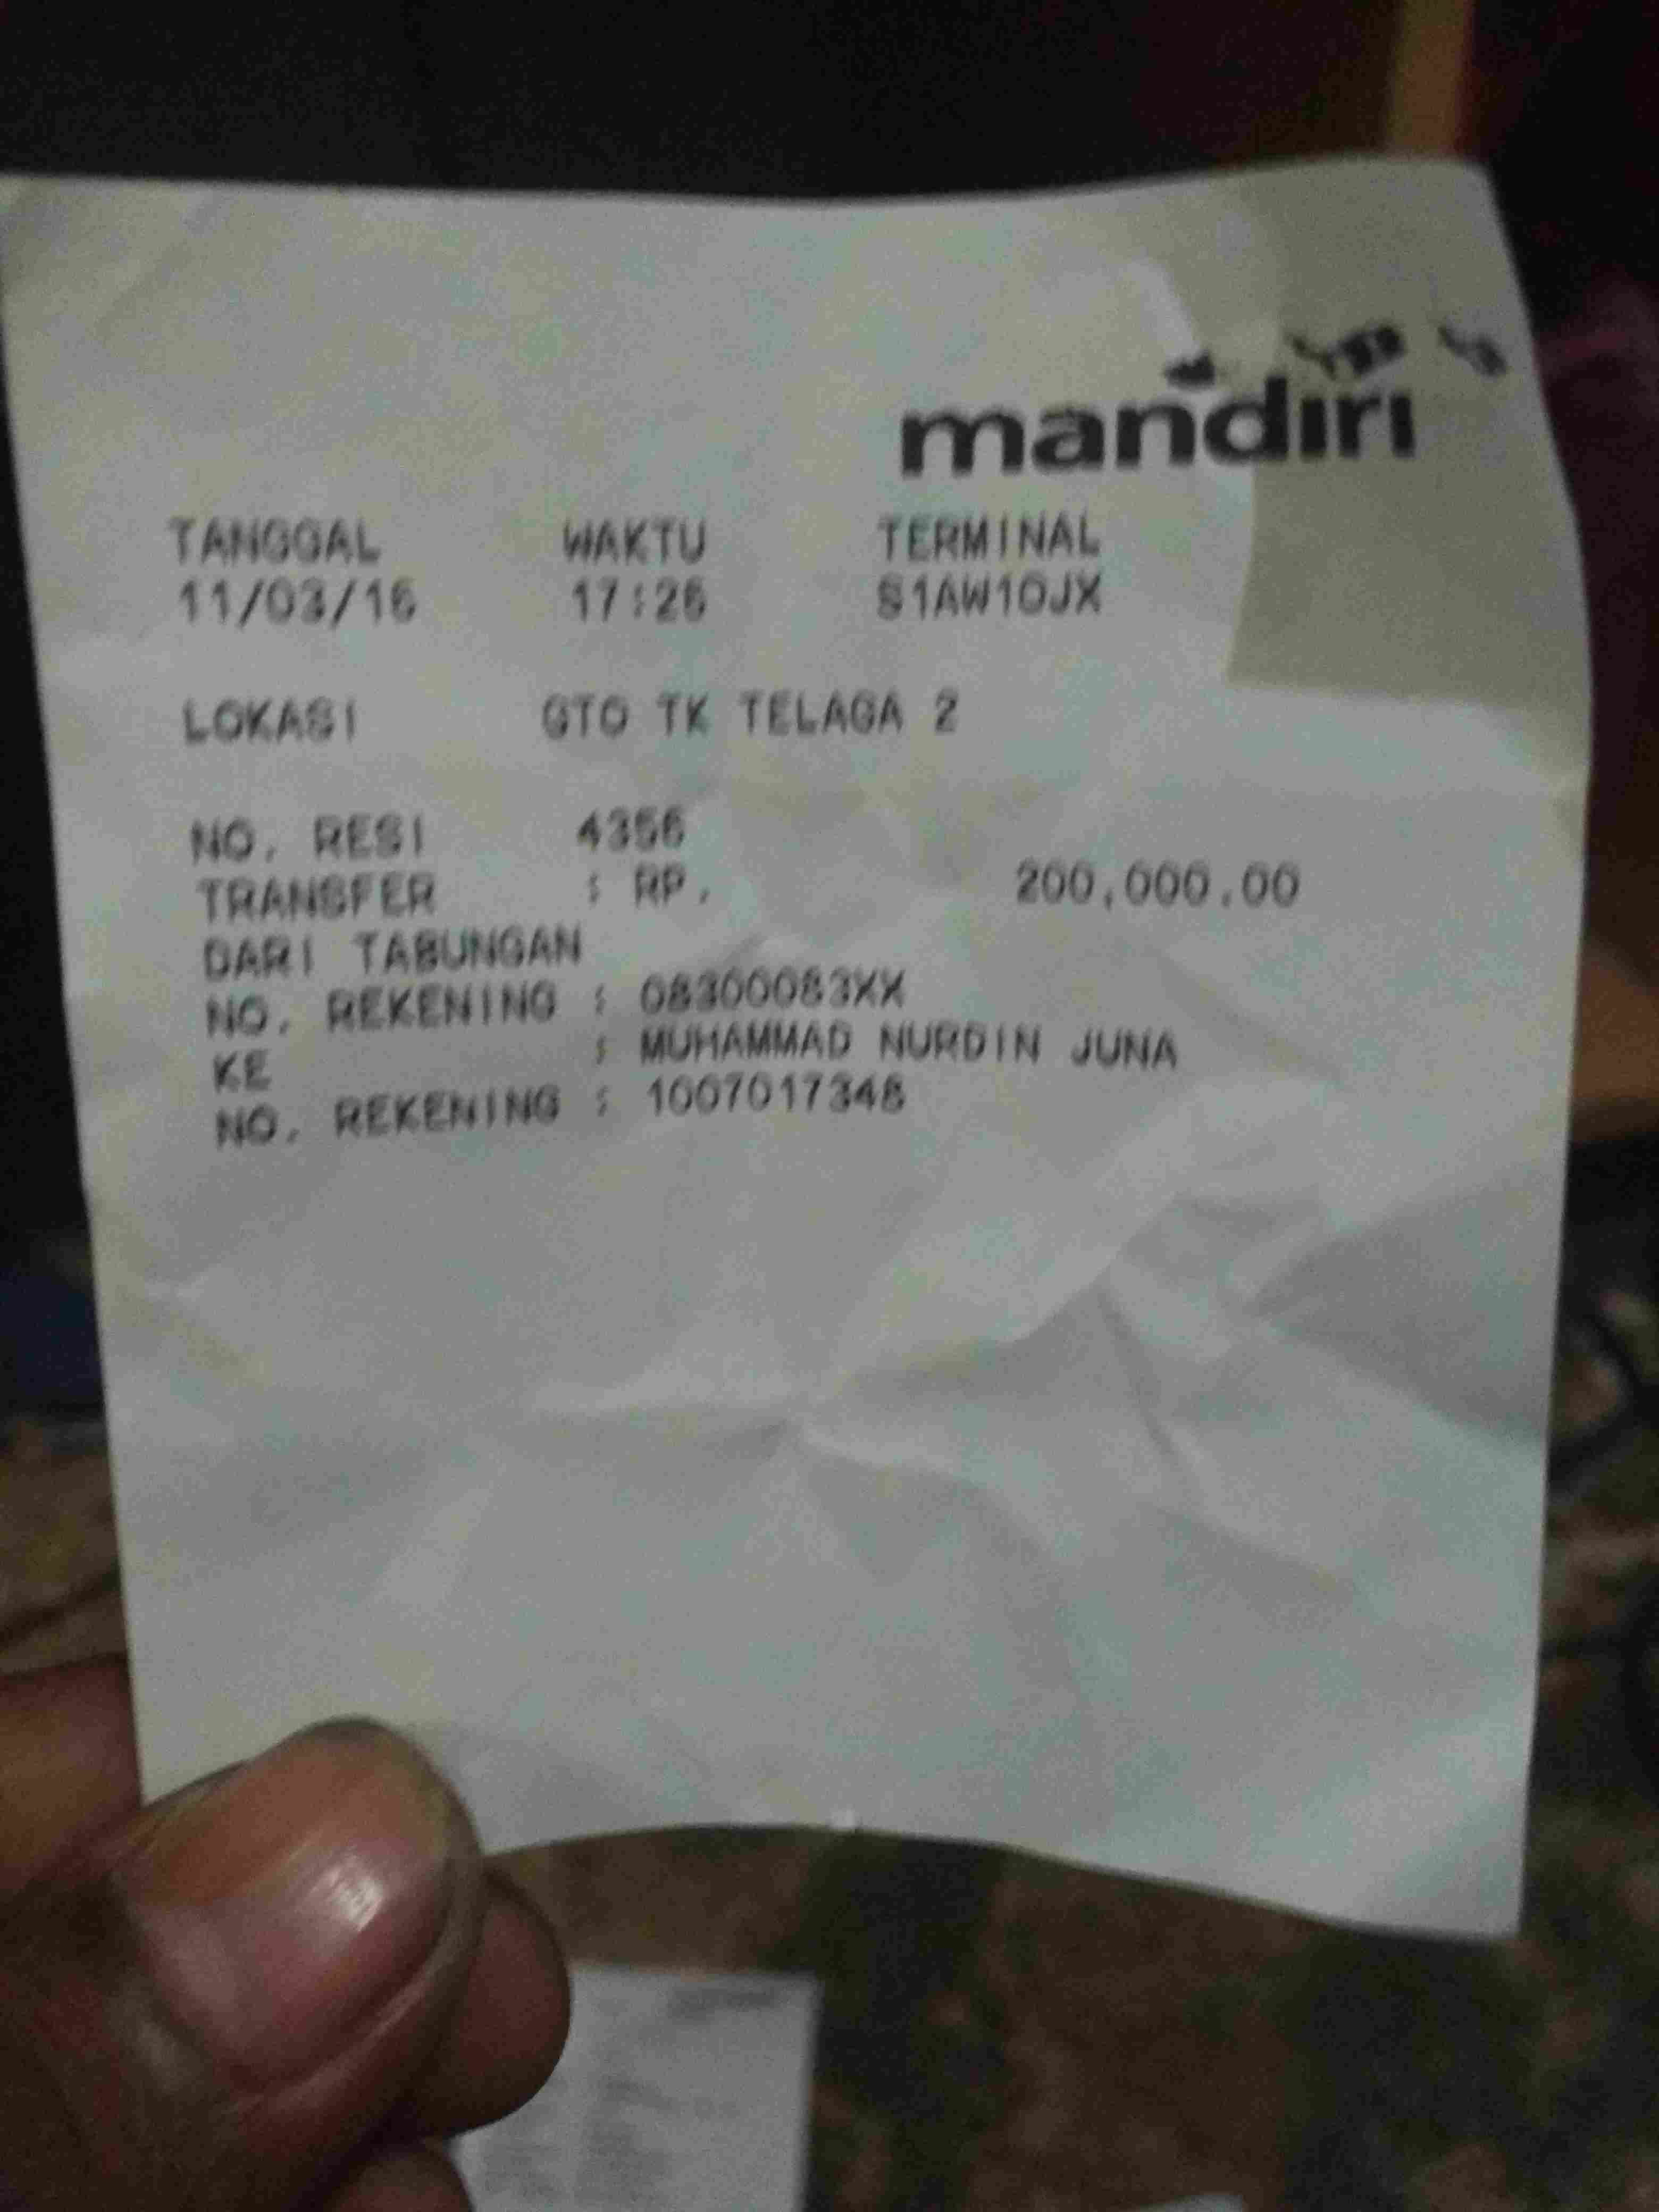 mandiri
TANGGAL WAKTU TERMINAL
11/03/16 17:26 S1AW10JX
LOKASI GTO TK TELAGA 2
NO. RESI 4356
TRANSFER : RP. 200,000.00
DARI TABUNGAN
NO. REKENING : 08300083XX
KE : MUHAMMAD NURDIN JUNA
NO. REKENING : 1007017348